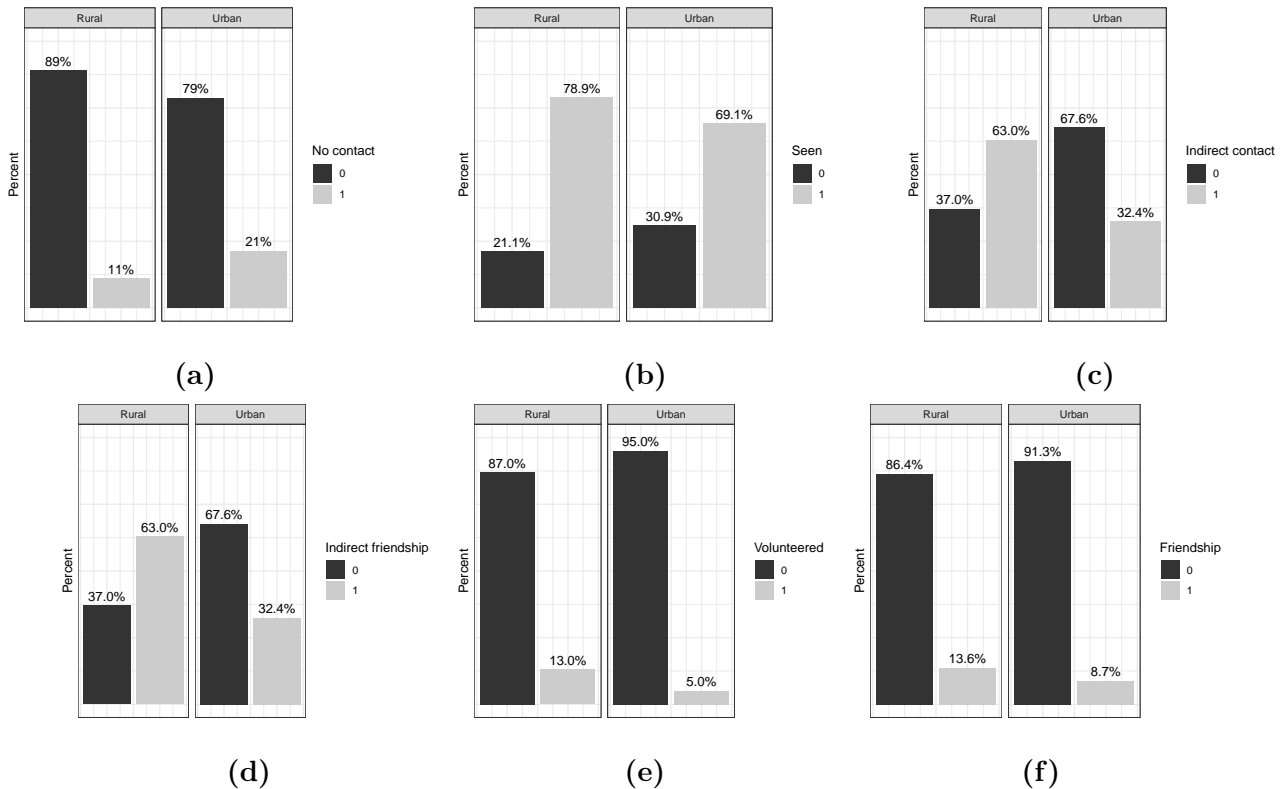 Rural Urban
89% 79%
11% 21%
Percent
No contact
0
1
(a)
Rural Urban
78.9% 69.1%
21.1% 30.9%
Percent
Seen
0
1
(b)
Rural Urban
63.0% 67.6%
37.0% 32.4%
Percent
Indirect contact
0
1
(c)
Rural Urban
63.0% 67.6%
37.0% 32.4%
Percent
Indirect friendship
0
1
(d)
Rural Urban
87.0% 95.0%
13.0% 5.0%
Percent
Volunteered
0
1
(e)
Rural Urban
86.4% 91.3%
13.6% 8.7%
Percent
Friendship
0
1
(f)